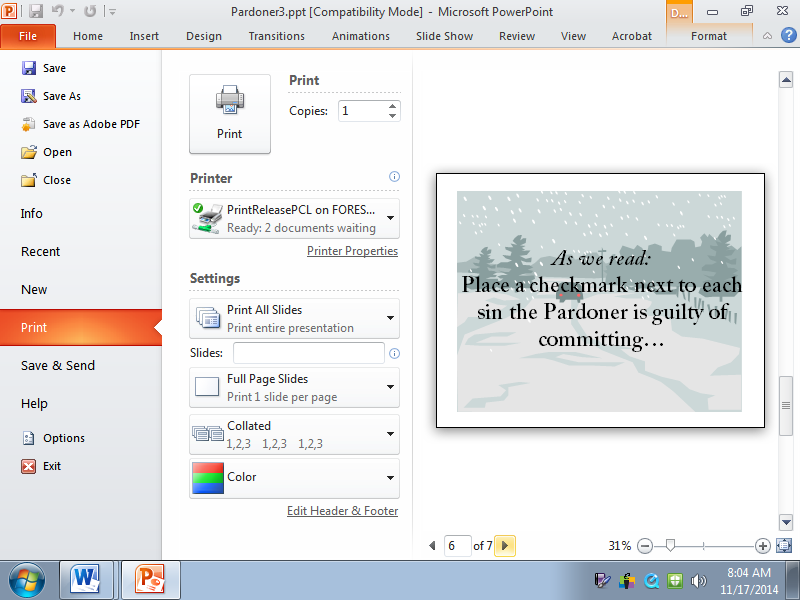 Pardoner3.ppt [Compatibility Mode] - Microsoft PowerPoint
D...
File Home Insert Design Transitions Animations Slide Show Review View Acrobat Format
Save
Save As
Save as Adobe PDF
Open
Close
Info
Recent
New
Print
Save & Send
Help
Options
Exit
Print
Print
Copies: 1
Printer
PrintReleasePCL on FORES...
Ready: 2 documents waiting
Printer Properties
Settings
Print All Slides
Print entire presentation
Slides:
Full Page Slides
Print 1 slide per page
Collated
1,2,3 1,2,3 1,2,3
Color
Edit Header & Footer
As we read:
Place a checkmark next to each
sin the Pardoner is guilty of
committing...
6 of 7
31%
8:04 AM
11/17/2014